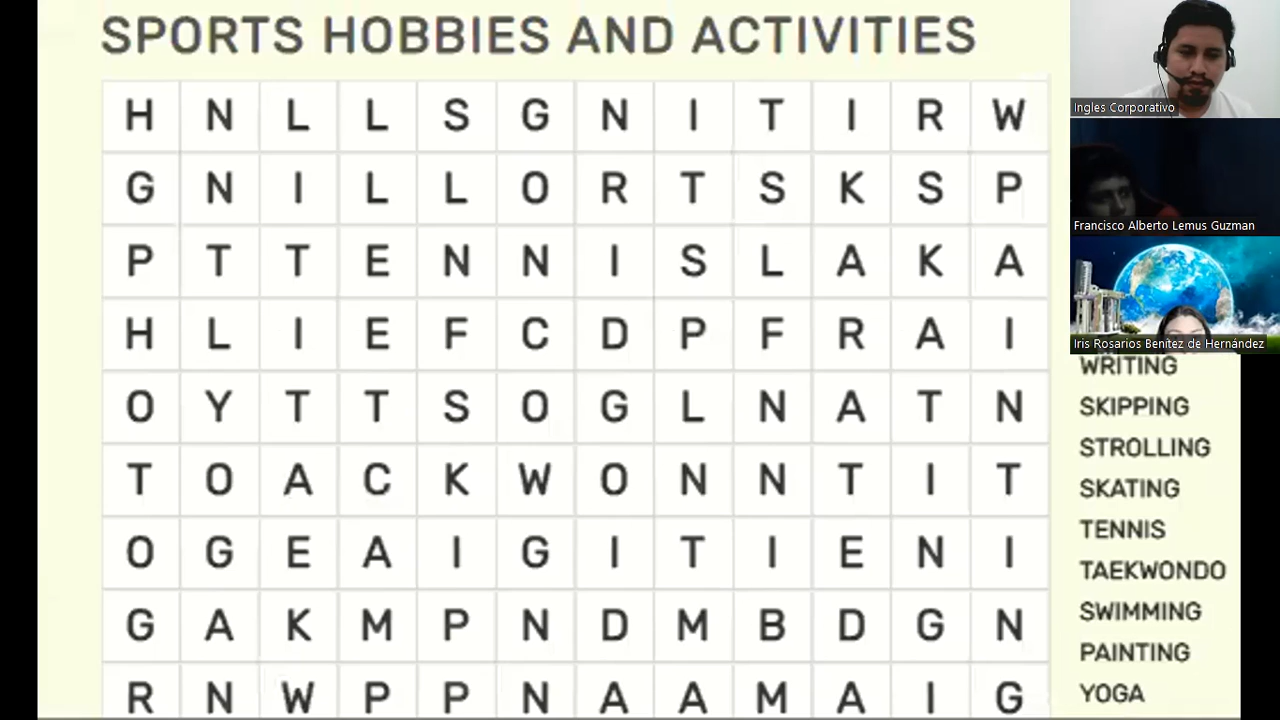 SPORTS HOBBIES AND ACTIVITIES
H N L L S G N I T I R W
G N I L L O R T S K S P
P T T E N N I S L A K A
H L I E F C D P F R A I
O Y T T S O G L N A T N
T O A C K W O N N T I T
O G E A I G I T I E N I
G A K M P N D M B D G N
R N W P P N A A M A I G
Ingles Corporativo
Francisco Alberto Lemus Guzman
Iris Rosarios Benítez de Hernández
WRITING
SKIPPING
STROLLING
SKATING
TENNIS
TAEKWONDO
SWIMMING
PAINTING
YOGA